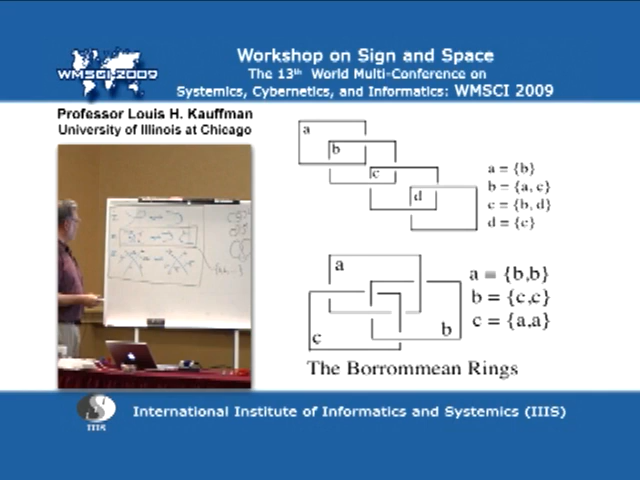 Workshop on Sign and Space
The 13th World Multi-Conference on
Systemics, Cybernetics, and Informatics: WMSCI 2009
WMSCI 2009
Professor Louis H. Kauffman
University of Illinois at Chicago
a
b
c
d
a = {b}
b = {a, c}
c = {b, d}
d = {c}
a
c
b
a = {b,b}
b = {c,c}
c = {a,a}
The Borrommean Rings
IIIS
International Institute of Informatics and Systemics (IIIS)